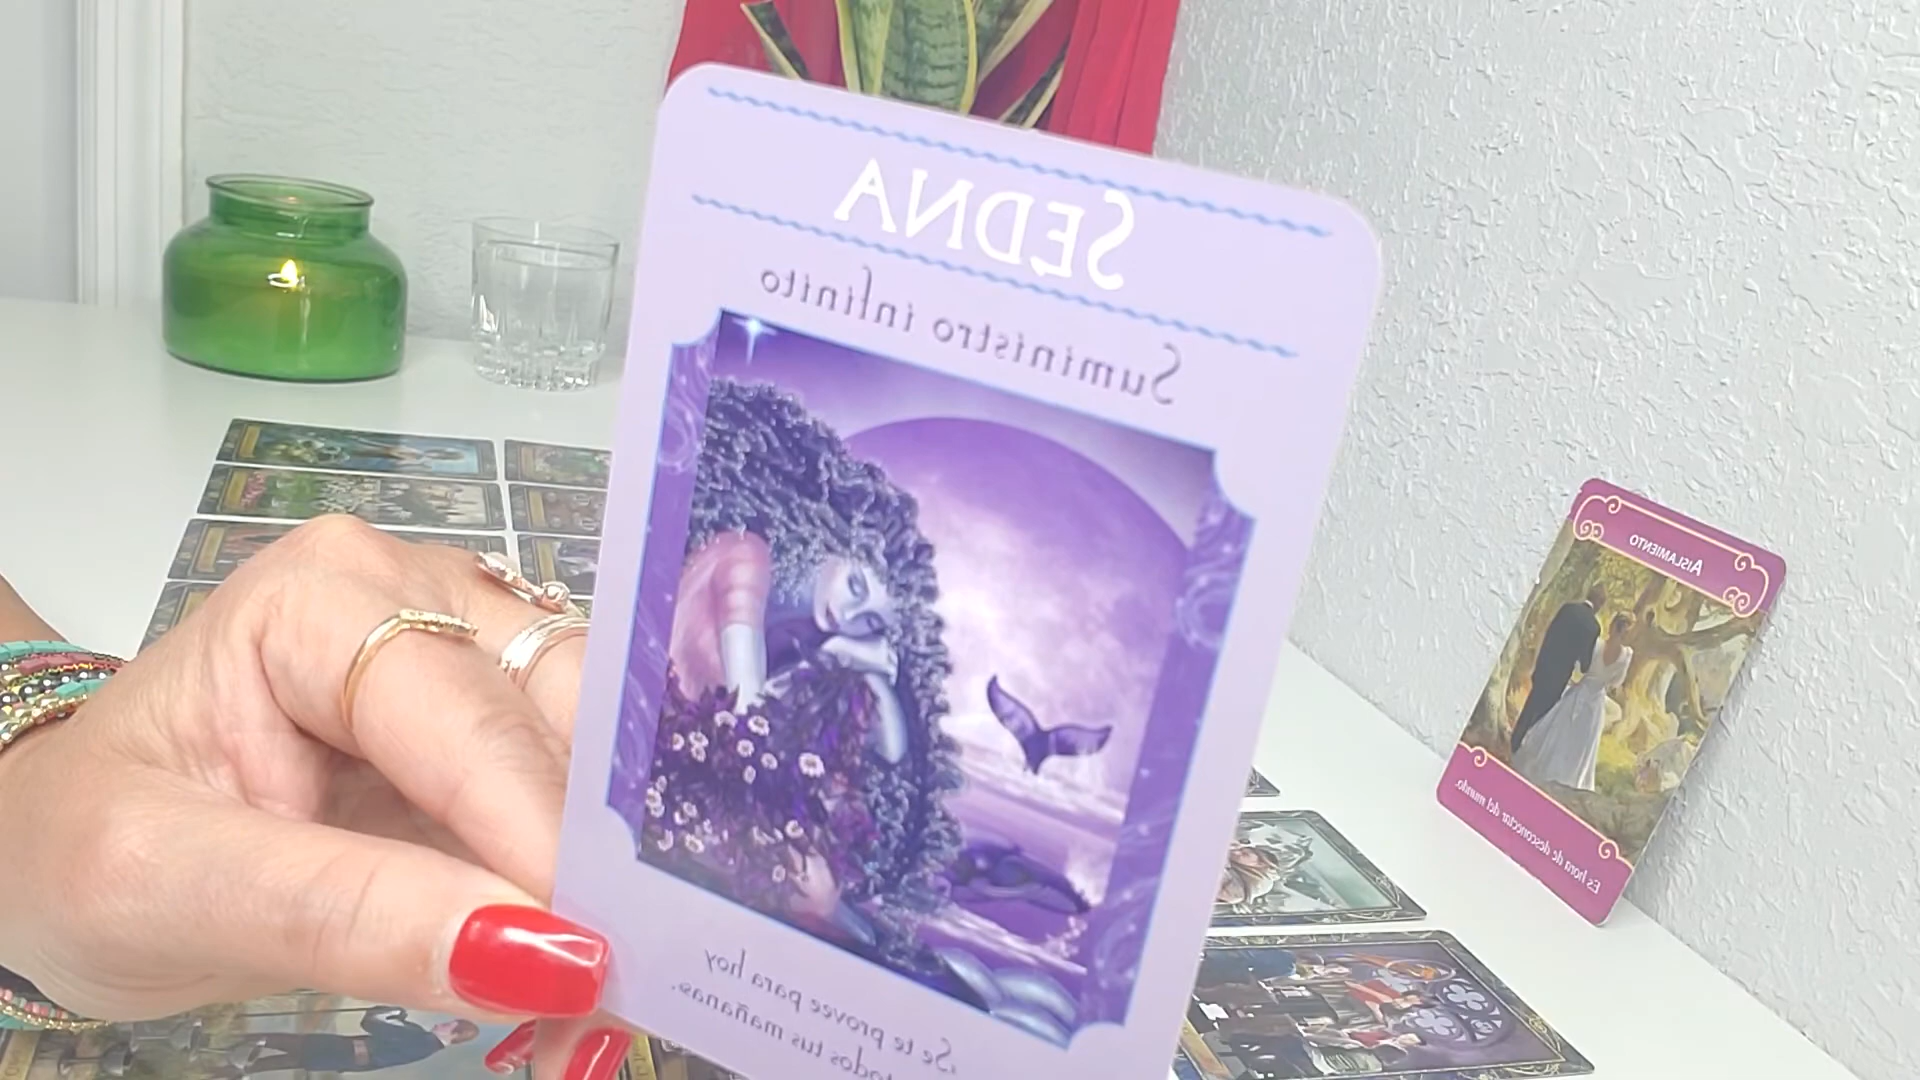 SEDNA
Suministro infinito
Se te provee para hoy
todos tus mañanas.
AISLAMIENTO
Es hora de desconectar del mundo.